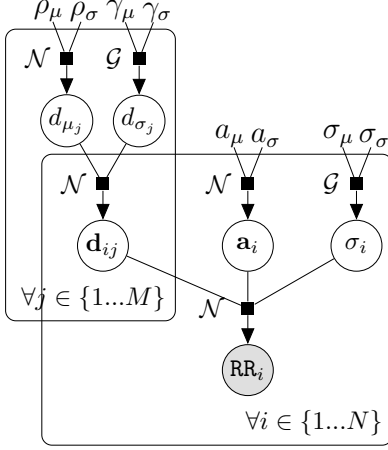 ρ_μ ρ_σ γ_μ γ_σ
𝒩 𝒢
d_{μ_j} d_{σ_j}
a_μ a_σ σ_μ σ_σ
𝒩 𝒩 𝒢
𝐝_{ij} 𝐚_i σ_i
∀j ∈ {1...M} 𝒩
RR_i
∀i ∈ {1...N}